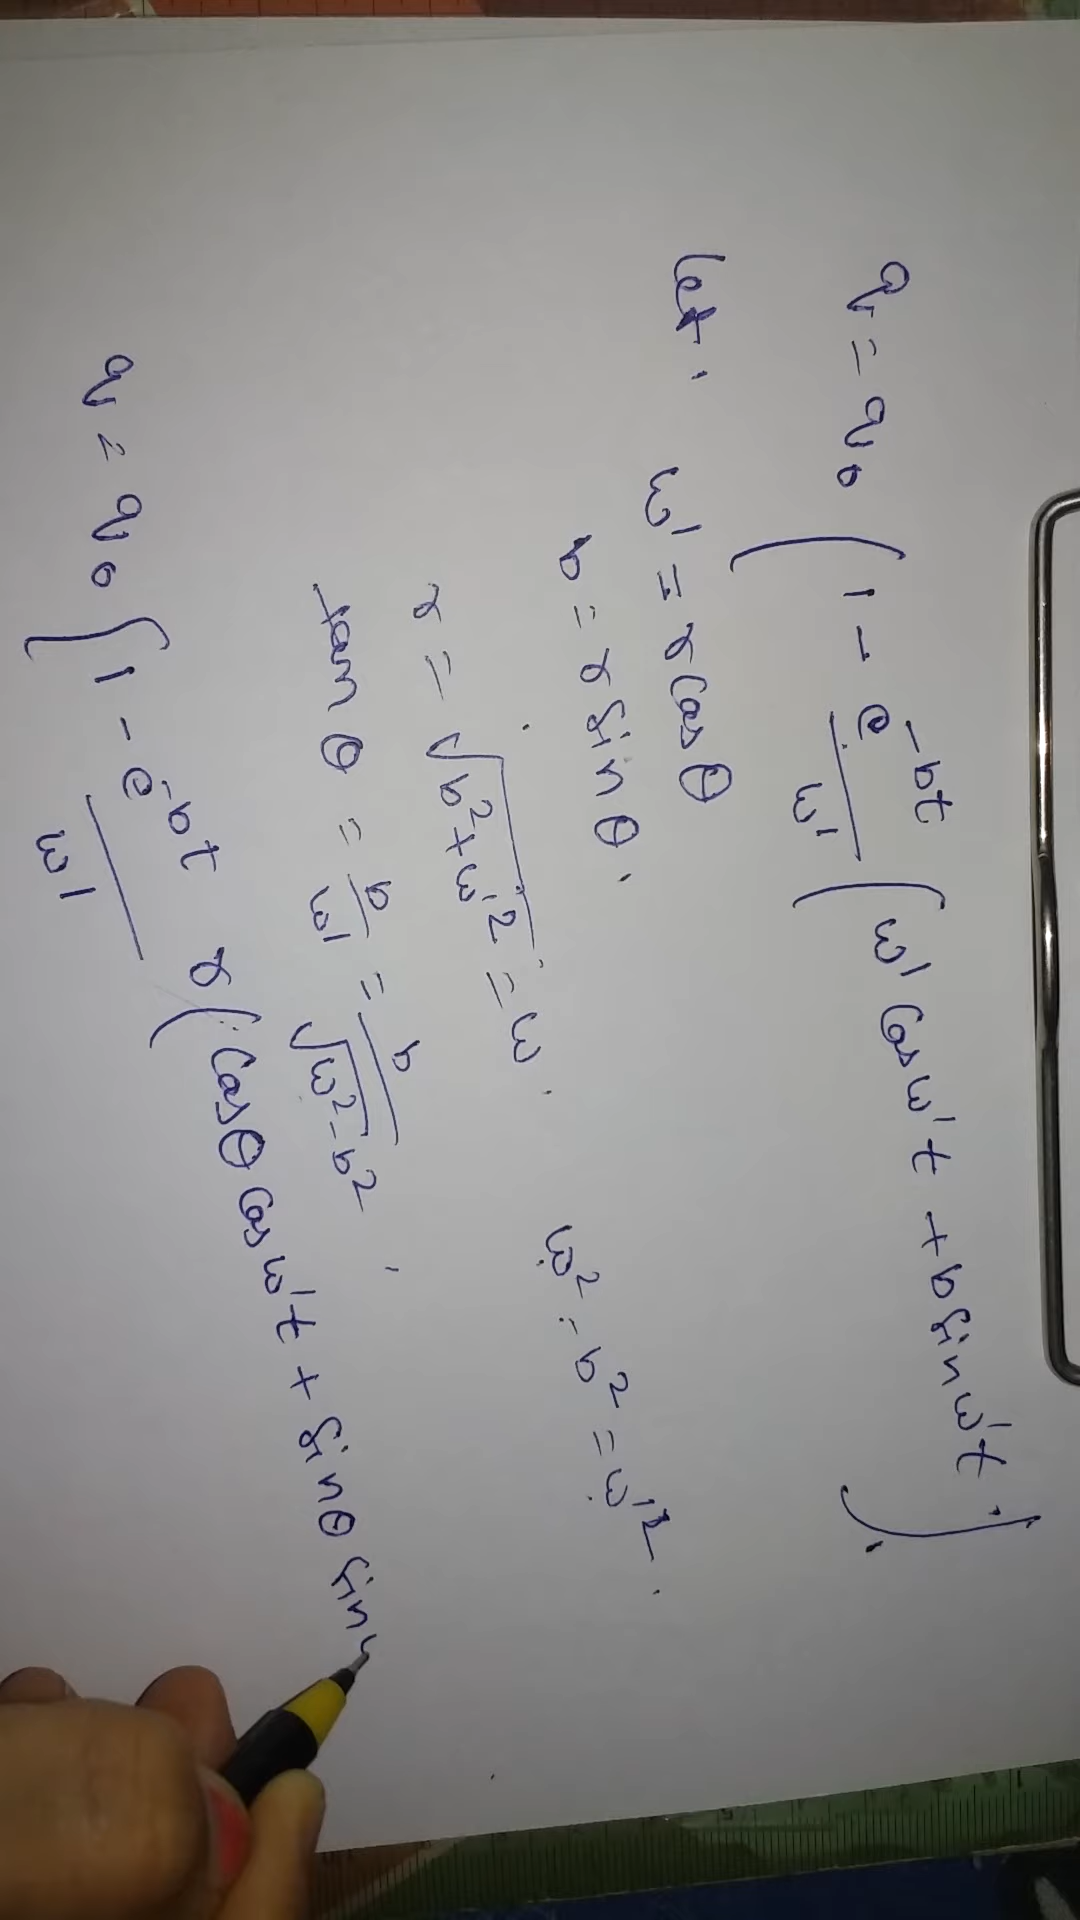 q = q₀ ( 1 - e^-bt / ω' ( ω' cos ω't + b sin ω't )
let, ω' = r cos θ
b = r sin θ.
ω² - b² = ω'².
r = √(b² + ω'²) = ω.
tan θ = b / ω' = b / √(ω² - b²)
q = q₀ [ 1 - e^-bt / ω' r ( cos θ cos ω't + sin θ sin